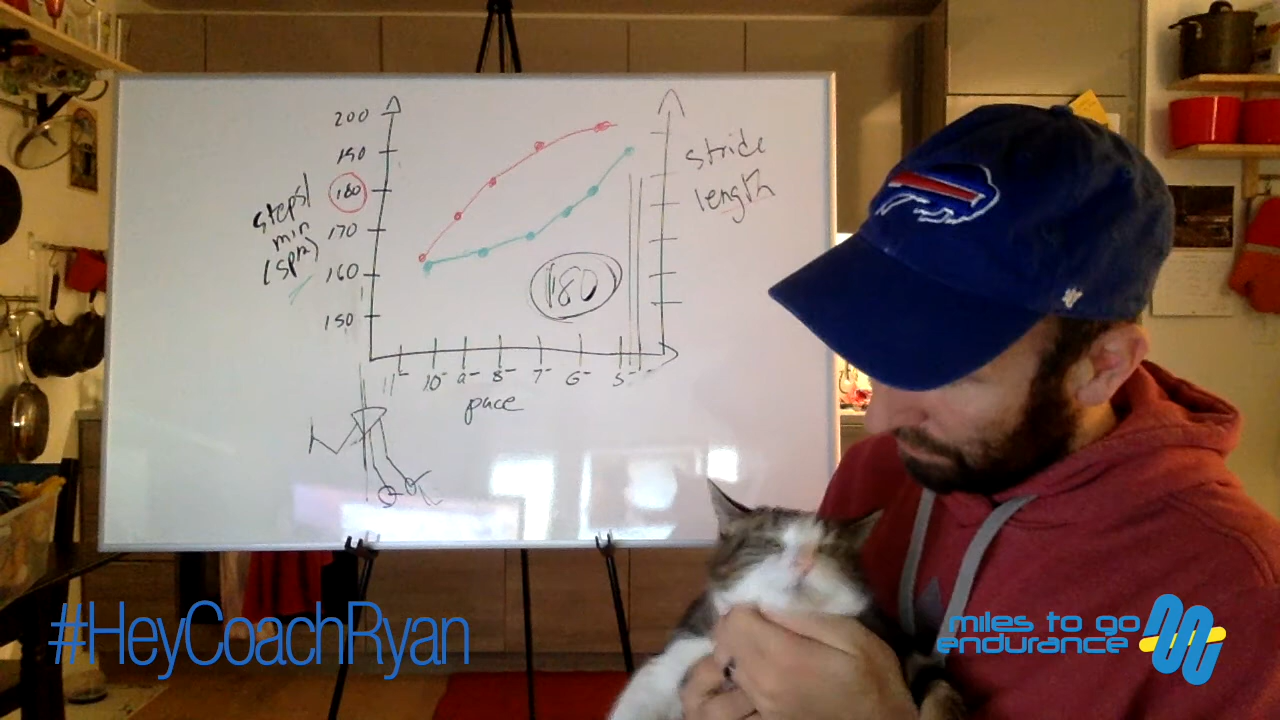 200
190
180
170
160
150
steps/
min
(spm)
stride
length
180
11- 10- 9- 8- 7- 6- 5-
pace
#HeyCoachRyan
miles to go
endurance